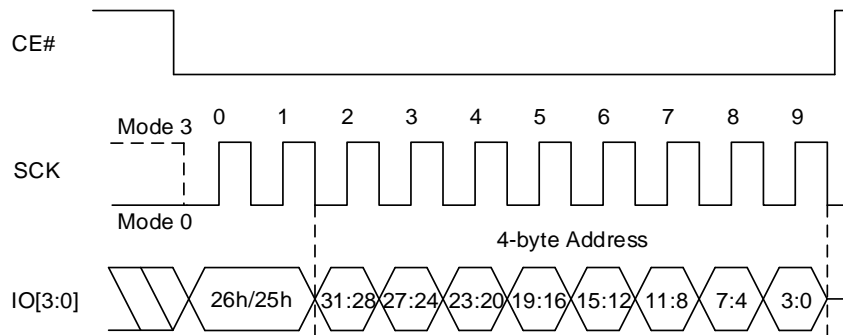 CE#
Mode 3
0 1 2 3 4 5 6 7 8 9
SCK
Mode 0
4-byte Address
IO[3:0]
26h/25h 31:28 27:24 23:20 19:16 15:12 11:8 7:4 3:0